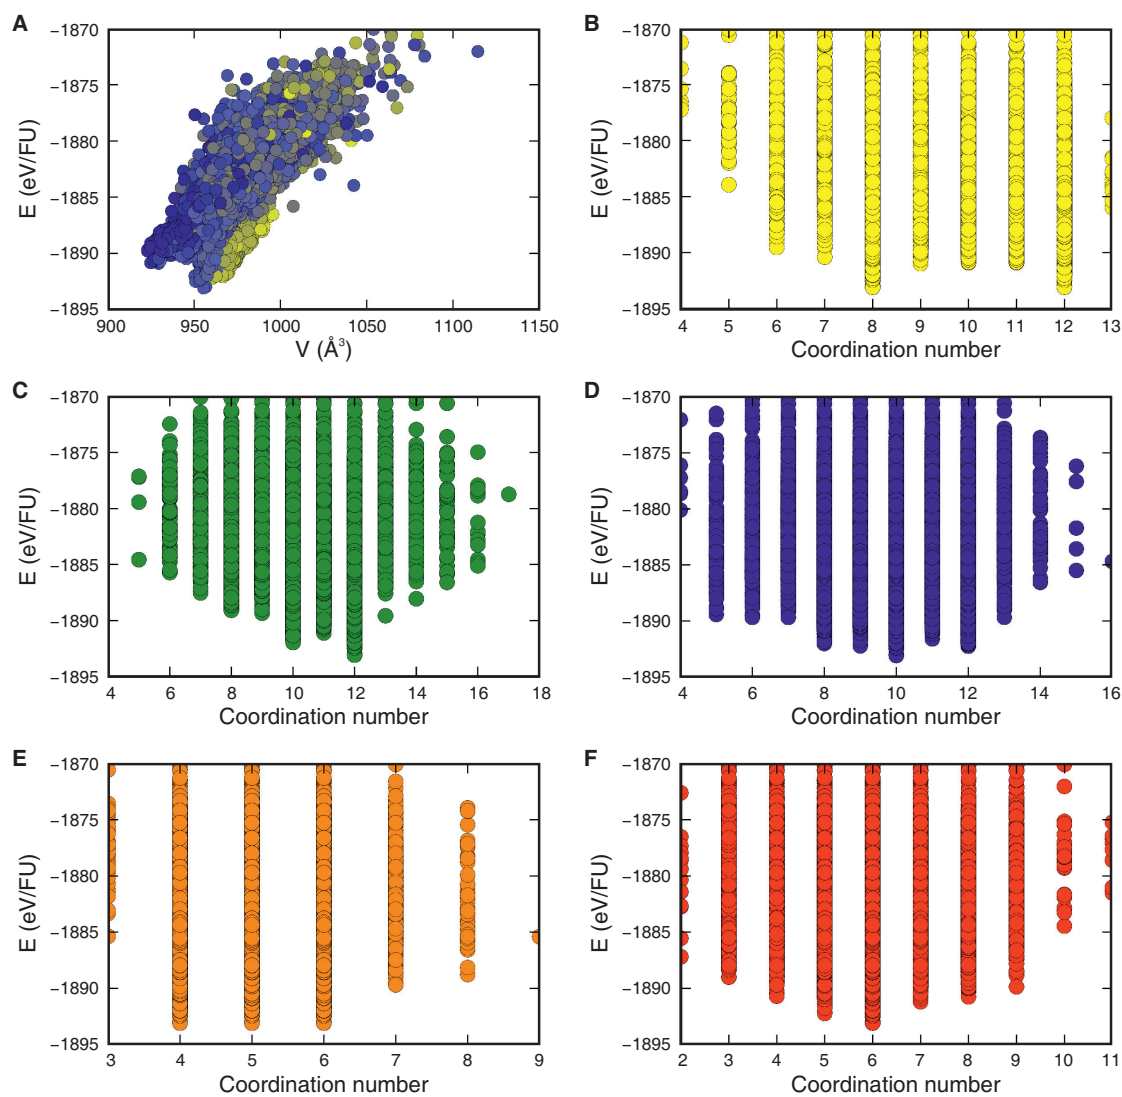 A
−1870
−1875
−1880
−1885
−1890
−1895
E (eV/FU)
900 950 1000 1050 1100 1150
V (Å³)
B
−1870
−1875
−1880
−1885
−1890
−1895
E (eV/FU)
4 5 6 7 8 9 10 11 12 13
Coordination number
C
−1870
−1875
−1880
−1885
−1890
−1895
E (eV/FU)
4 6 8 10 12 14 16 18
Coordination number
D
−1870
−1875
−1880
−1885
−1890
−1895
E (eV/FU)
4 6 8 10 12 14 16
Coordination number
E
−1870
−1875
−1880
−1885
−1890
−1895
E (eV/FU)
3 4 5 6 7 8 9
Coordination number
F
−1870
−1875
−1880
−1885
−1890
−1895
E (eV/FU)
2 3 4 5 6 7 8 9 10 11
Coordination number